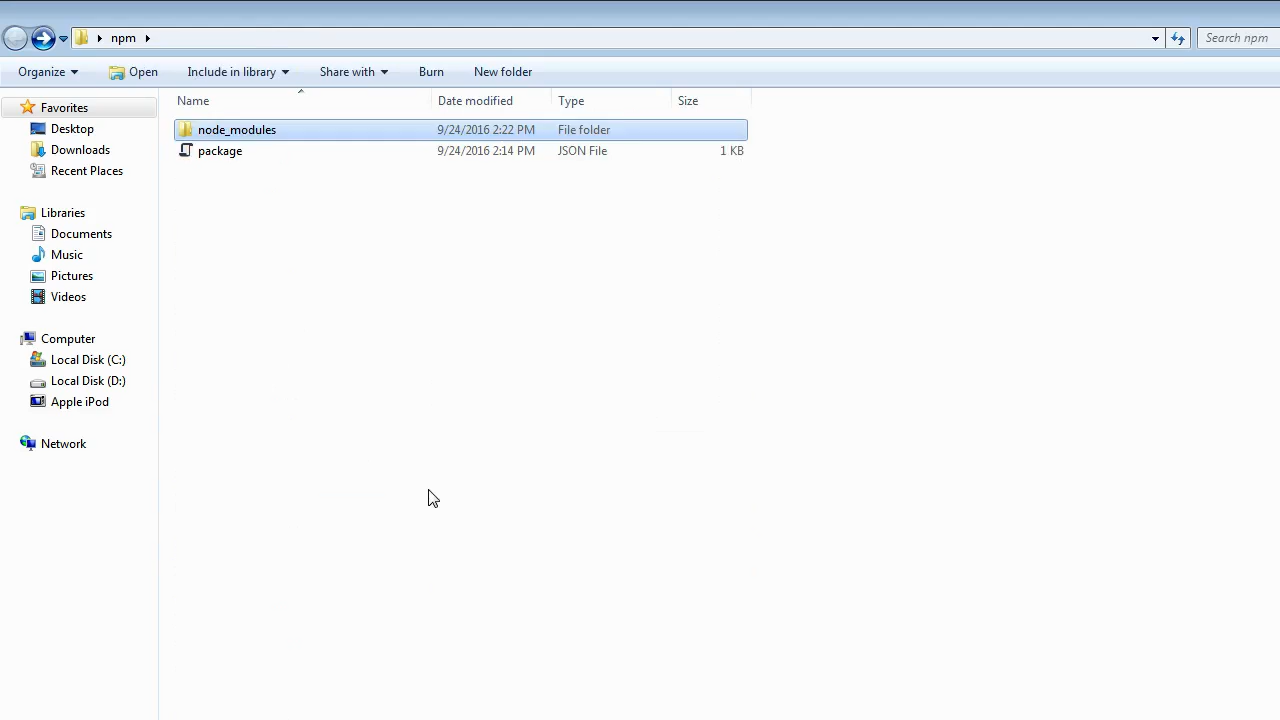 npm
Search npm
Organize Open Include in library Share with Burn New folder
Name Date modified Type Size
Favorites
node_modules 9/24/2016 2:22 PM File folder
Desktop
package 9/24/2016 2:14 PM JSON File 1 KB
Downloads
Recent Places
Libraries
Documents
Music
Pictures
Videos
Computer
Local Disk (C:)
Local Disk (D:)
Apple iPod
Network